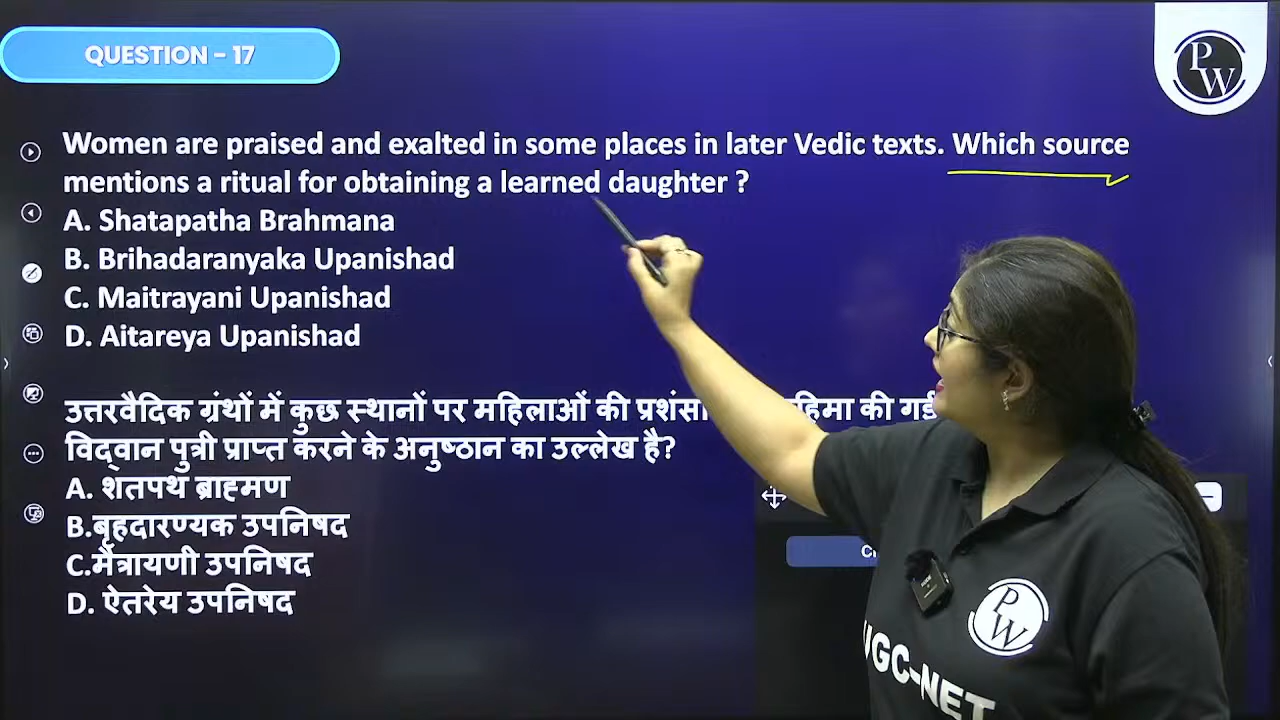 QUESTION - 17
PW
Women are praised and exalted in some places in later Vedic texts. Which source
mentions a ritual for obtaining a learned daughter ?
A. Shatapatha Brahmana
B. Brihadaranyaka Upanishad
C. Maitrayani Upanishad
D. Aitareya Upanishad
उत्तरवैदिक ग्रंथों में कुछ स्थानों पर महिलाओं की प्रशंसा की
विद्वान पुत्री प्राप्त करने के अनुष्ठान का उल्लेख है?
A. शतपथ ब्राह्मण
B.बृहदारण्यक उपनिषद
C.मैत्रायणी उपनिषद
D. ऐतरेय उपनिषद
PW
UGC-NET